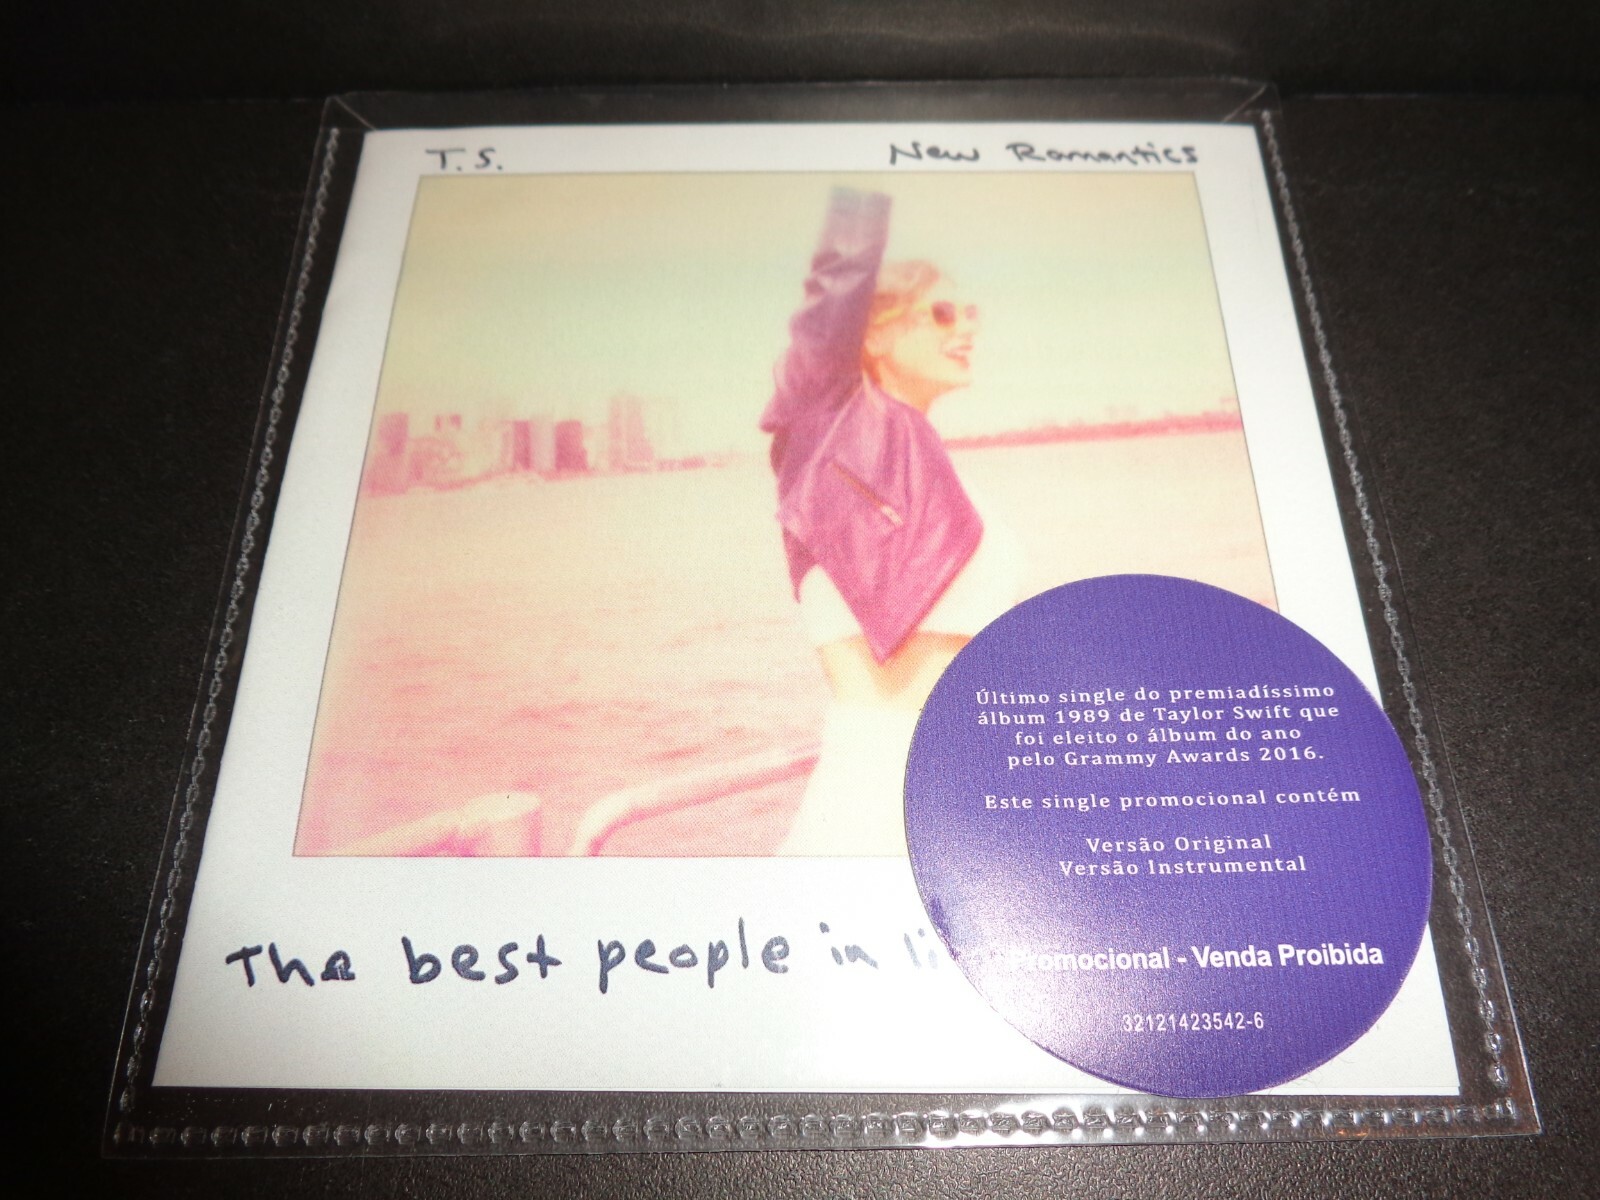 T. S. New Romantics
Último single do premiadíssimo
álbum 1989 de Taylor Swift que
foi eleito o álbum do ano
pelo Grammy Awards 2016.
Este single promocional contém
Versão Original
Versão Instrumental
The best people in li
Promocional - Venda Proibida
32121423542-6